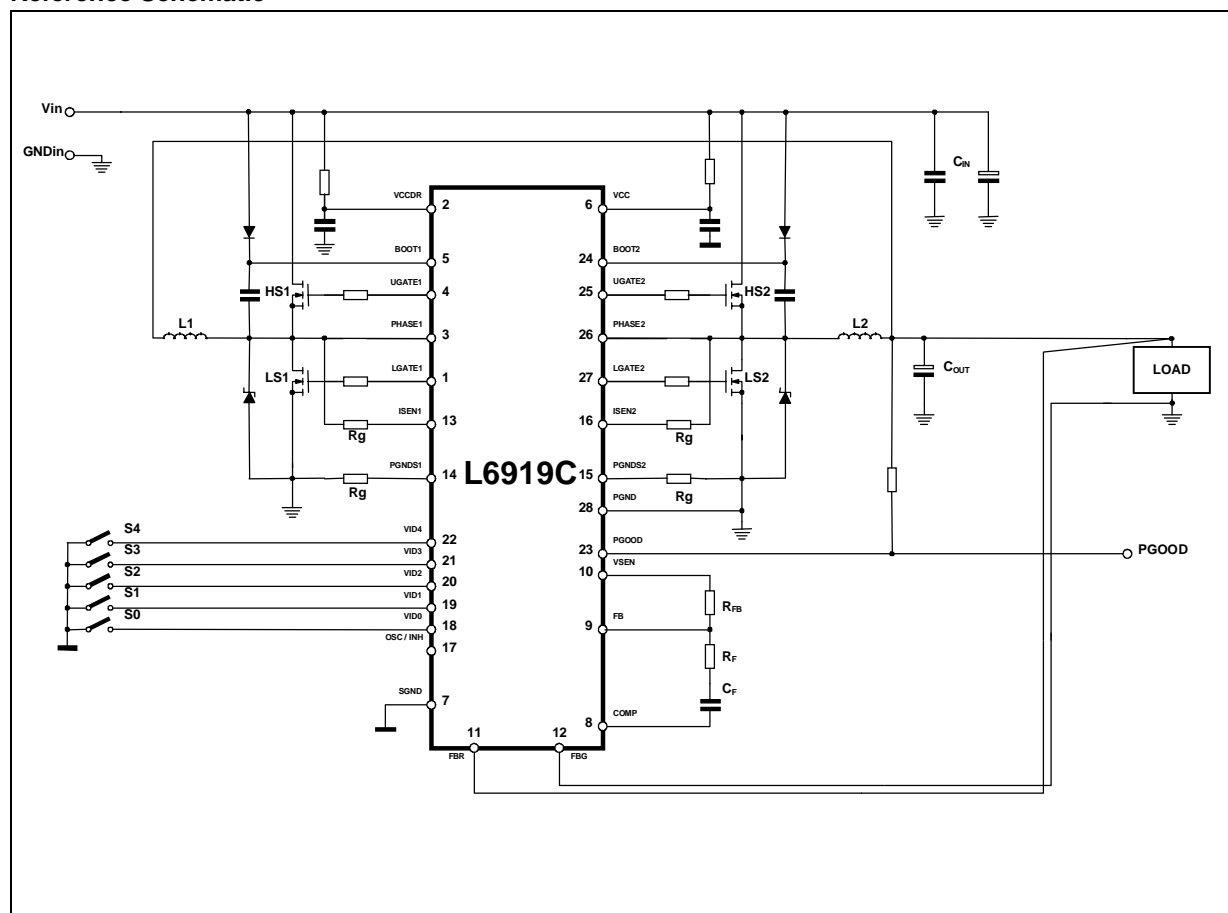 Vin
GNDin
CIN
VCCDR
2
6
VCC
BOOT1
5
24
BOOT2
HS1
UGATE1
4
25
UGATE2
HS2
L1
PHASE1
3
26
PHASE2
L2
LS1
LGATE1
1
27
LGATE2
LS2
COUT
LOAD
ISEN1
13
16
ISEN2
Rg
Rg
PGNDS1
14
L6919C
15
PGNDS2
Rg
Rg
28
PGND
S4
VID4
22
23
PGOOD
PGOOD
S3
VID3
21
10
VSEN
S2
VID2
20
S1
VID1
19
RFB
S0
VID0
18
9
FB
OSC / INH
17
RF
CF
SGND
7
8
COMP
11
12
FBR
FBG